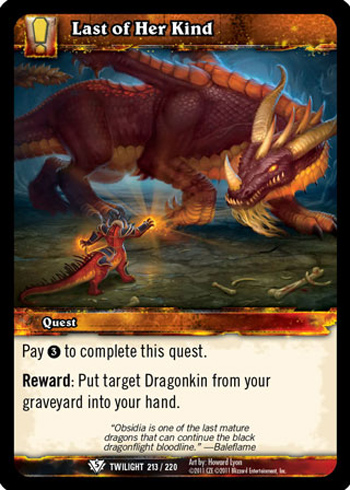 Last of Her Kind
Quest
Pay 3 to complete this quest.
Reward: Put target Dragonkin from your
graveyard into your hand.
"Obsidia is one of the last mature
dragons that can continue the black
dragonflight bloodline." —Baleflame
TWILIGHT 213 / 220
Art by: Howard Lyon
©2011 CZE ©2011 Blizzard Entertainment, Inc.